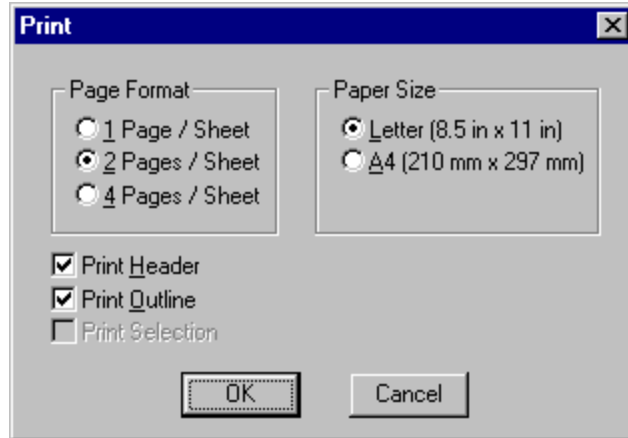 Print
Page Format
1 Page / Sheet
2 Pages / Sheet
4 Pages / Sheet
Paper Size
Letter (8.5 in x 11 in)
A4 (210 mm x 297 mm)
Print Header
Print Outline
Print Selection
OK
Cancel